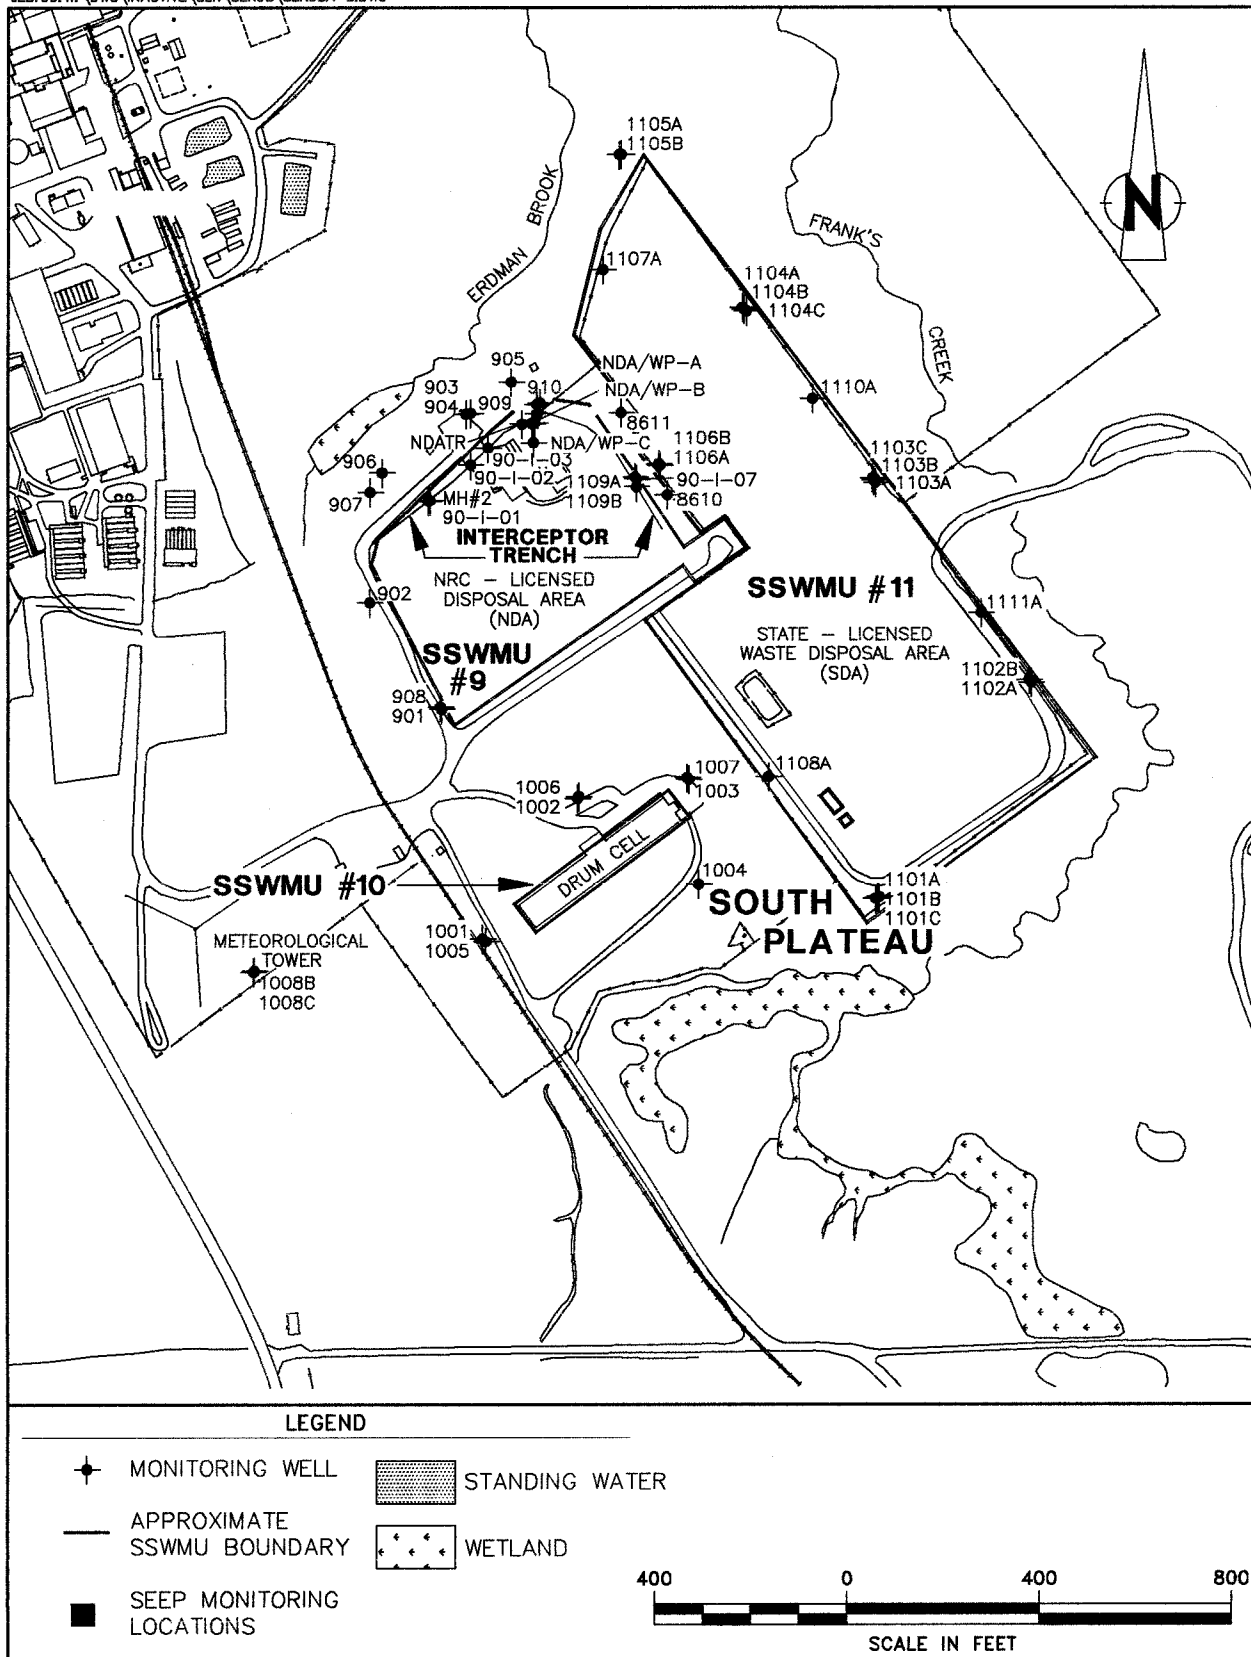 1105A
1105B
N
ERDMAN BROOK
FRANK'S CREEK
1107A
1104A
1104B
1104C
905
NDA/WP-A
903
910
NDA/WP-B
904
909
1110A
8611
NDATR
NDA/WP-C
1106B
1106A
1103C
1103B
1103A
906
90-I-03
90-I-02
1109A
90-I-07
907
MH#2
1109B
8610
90-I-01
INTERCEPTOR
TRENCH
NRC - LICENSED
DISPOSAL AREA
(NDA)
SSWMU #11
902
1111A
STATE - LICENSED
WASTE DISPOSAL AREA
(SDA)
SSWMU
#9
1102B
1102A
908
901
1007
1003
1108A
1006
1002
DRUM CELL
SSWMU #10
1004
1101A
1101B
1101C
SOUTH
PLATEAU
1001
1005
METEOROLOGICAL
TOWER
1008B
1008C
LEGEND
MONITORING WELL
STANDING WATER
APPROXIMATE
SSWMU BOUNDARY
WETLAND
SEEP MONITORING
LOCATIONS
400 0 400 800
SCALE IN FEET